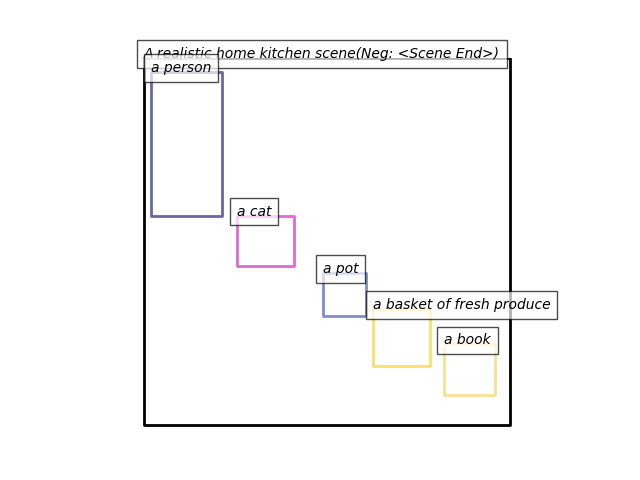 A realistic home kitchen scene(Neg: <Scene End>)
a person
a cat
a pot
a basket of fresh produce
a book